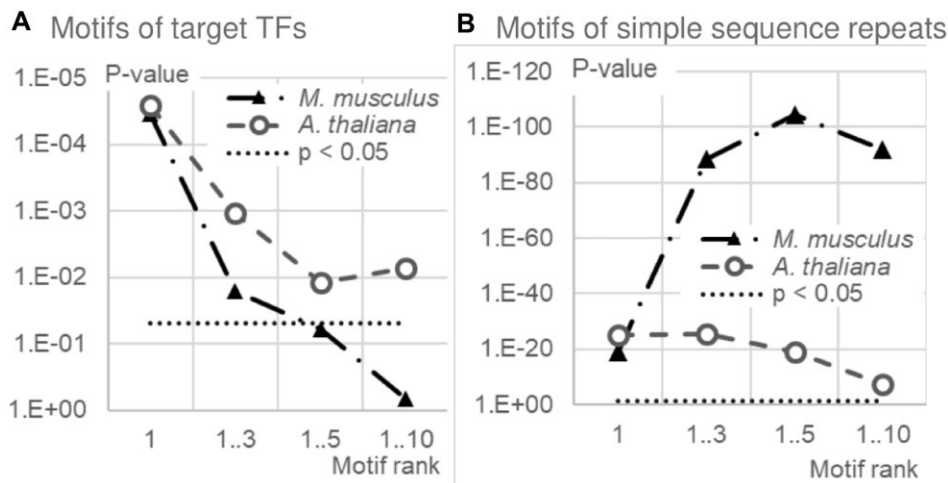 A Motifs of target TFs
P-value
1.E-05
1.E-04
1.E-03
1.E-02
1.E-01
1.E+00
M. musculus
A. thaliana
p < 0.05
1 1..3 1..5 1..10
Motif rank
B Motifs of simple sequence repeats
P-value
1.E-120
1.E-100
1.E-80
1.E-60
1.E-40
1.E-20
1.E+00
M. musculus
A. thaliana
p < 0.05
1 1..3 1..5 1..10
Motif rank